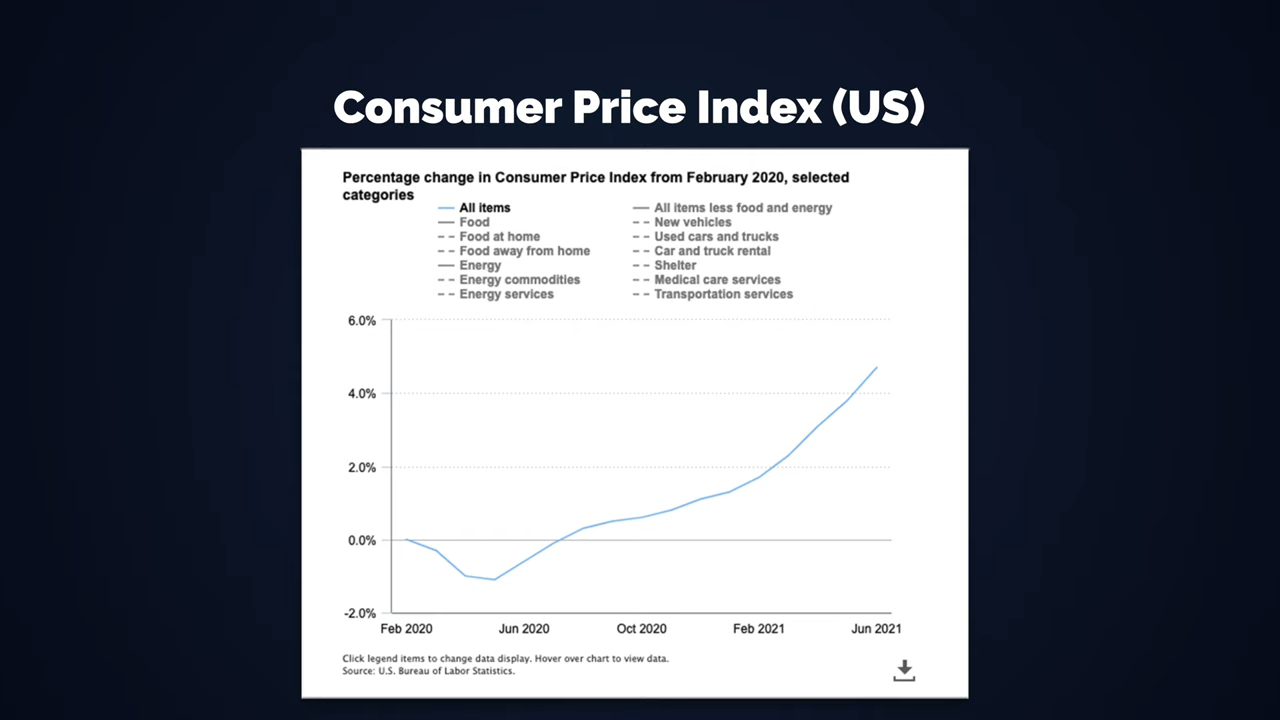 Consumer Price Index (US)
Percentage change in Consumer Price Index from February 2020, selected
categories
All items
Food
Food at home
Food away from home
Energy
Energy commodities
Energy services
All items less food and energy
New vehicles
Used cars and trucks
Car and truck rental
Shelter
Medical care services
Transportation services
6.0%
4.0%
2.0%
0.0%
-2.0%
Feb 2020 Jun 2020 Oct 2020 Feb 2021 Jun 2021
Click legend items to change data display. Hover over chart to view data.
Source: U.S. Bureau of Labor Statistics.